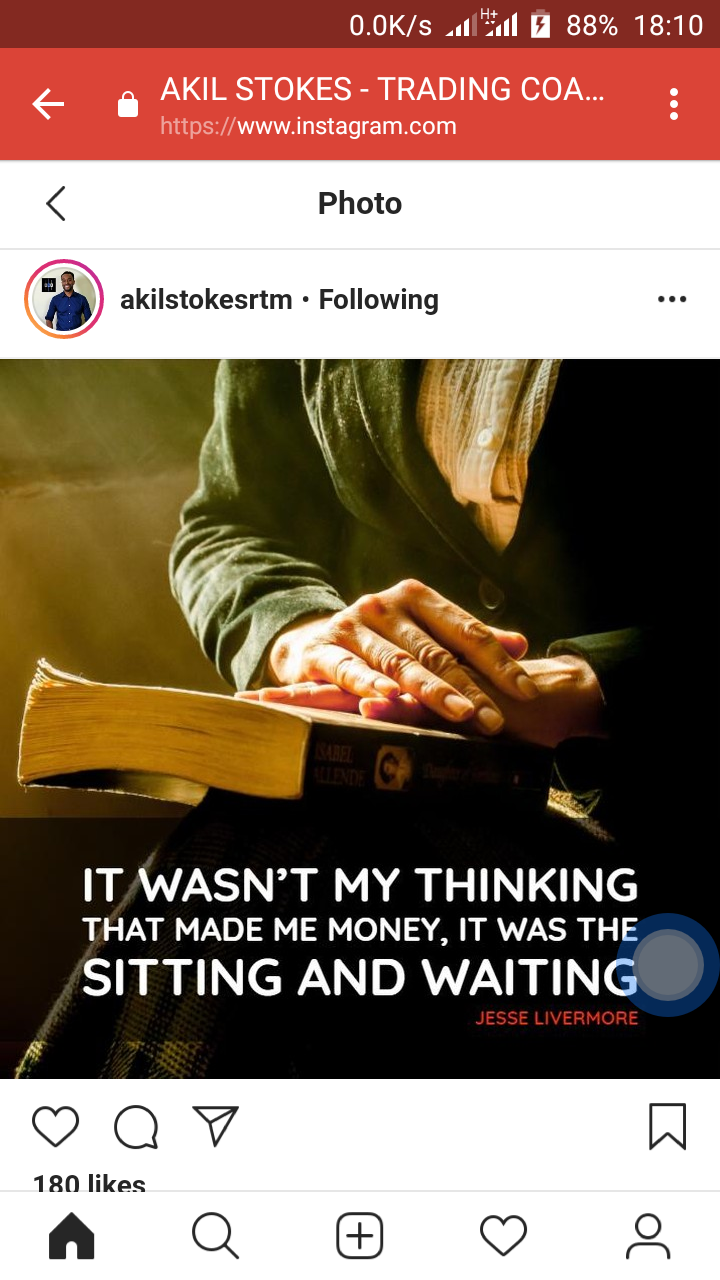 0.0K/s H+ 88% 18:10
AKIL STOKES - TRADING COA...
https://www.instagram.com
Photo
akilstokesrtm • Following
ISABEL
ALLENDE
IT WASN'T MY THINKING
THAT MADE ME MONEY, IT WAS THE
SITTING AND WAITING
JESSE LIVERMORE
180 likes